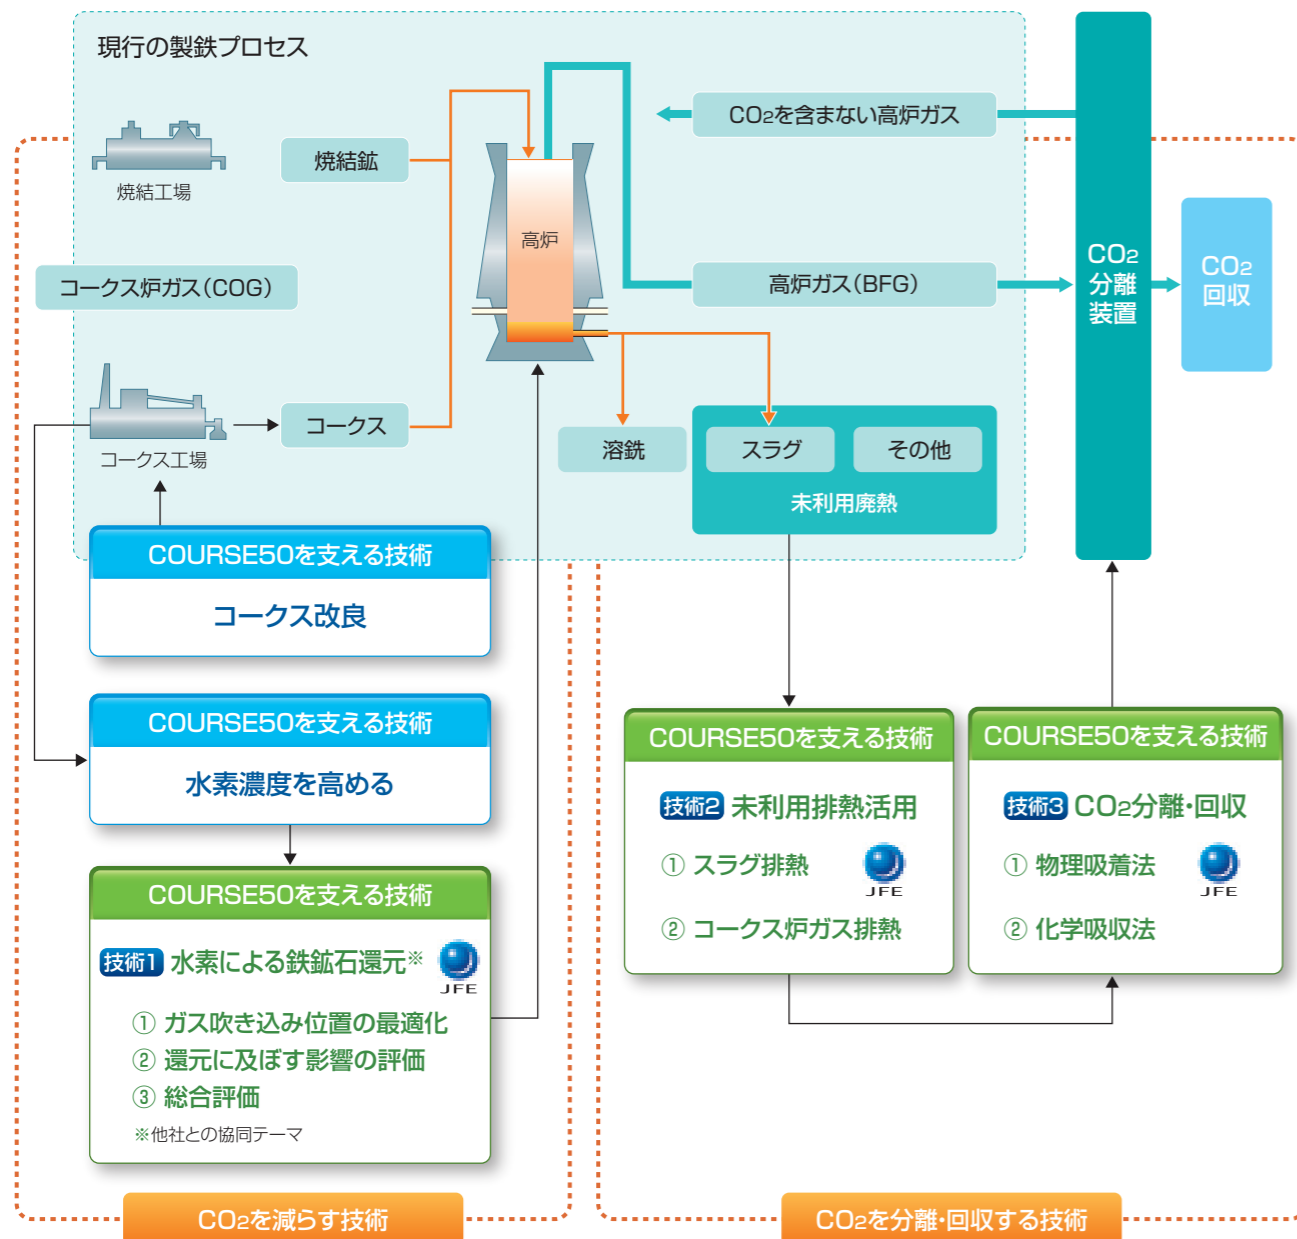 現行の製鉄プロセス
CO2を含まない高炉ガス
焼結鉱
焼結工場
高炉
コークス炉ガス（COG）
高炉ガス（BFG）
CO2
分離
装置
CO2
回収
コークス
コークス工場
溶銑
スラグ
その他
未利用廃熱
COURSE50を支える技術
コークス改良
COURSE50を支える技術
水素濃度を高める
COURSE50を支える技術
技術1 水素による鉄鉱石還元※
JFE
① ガス吹き込み位置の最適化
② 還元に及ぼす影響の評価
③ 総合評価
※他社との協同テーマ
CO2を減らす技術
COURSE50を支える技術
技術2 未利用排熱活用
① スラグ排熱
JFE
② コークス炉ガス排熱
COURSE50を支える技術
技術3 CO2分離・回収
① 物理吸着法
JFE
② 化学吸収法
CO2を分離・回収する技術